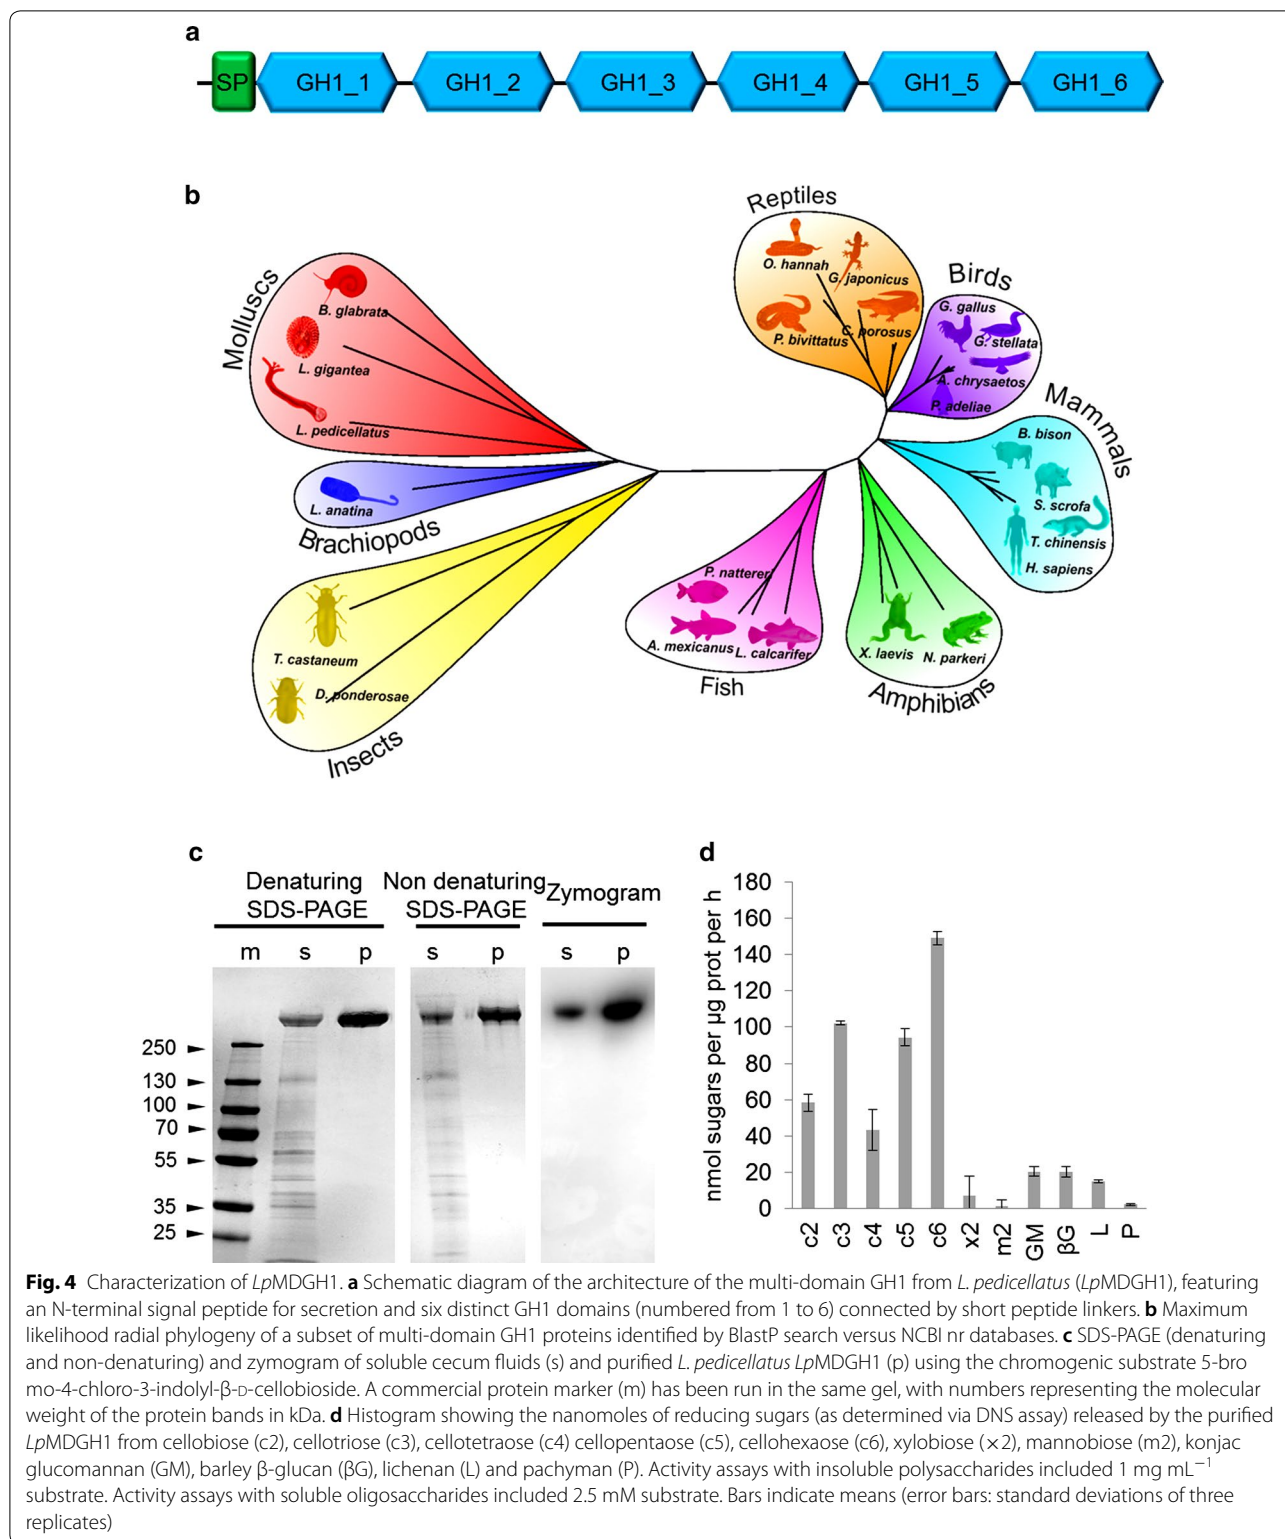 a
SP GH1_1 GH1_2 GH1_3 GH1_4 GH1_5 GH1_6
b
Molluscs
B. glabrata
L. gigantea
L. pedicellatus
Brachiopods
L. anatina
Insects
T. castaneum
D. ponderosae
Fish
P. nattereri
A. mexicanus
L. calcarifer
Amphibians
X. laevis
N. parkeri
Mammals
B. bison
S. scrofa
T. chinensis
H. sapiens
Birds
G. gallus
G. stellata
A. chrysaetos
P. adeliae
Reptiles
O. hannah
G. japonicus
P. bivittatus
C. porosus
c
Denaturing
SDS-PAGE
Non denaturing
SDS-PAGE
Zymogram
m s p s p s p
250
130
100
70
55
35
25
d
nmol sugars per µg prot per h
180
160
140
120
100
80
60
40
20
0
c2 c3 c4 c5 c6 x2 m2 GM βG L P
Fig. 4 Characterization of LpMDGH1. a Schematic diagram of the architecture of the multi-domain GH1 from L. pedicellatus (LpMDGH1), featuring
an N-terminal signal peptide for secretion and six distinct GH1 domains (numbered from 1 to 6) connected by short peptide linkers. b Maximum
likelihood radial phylogeny of a subset of multi-domain GH1 proteins identified by BlastP search versus NCBI nr databases. c SDS-PAGE (denaturing
and non-denaturing) and zymogram of soluble cecum fluids (s) and purified L. pedicellatus LpMDGH1 (p) using the chromogenic substrate 5-bro
mo-4-chloro-3-indolyl-β-D-cellobioside. A commercial protein marker (m) has been run in the same gel, with numbers representing the molecular
weight of the protein bands in kDa. d Histogram showing the nanomoles of reducing sugars (as determined via DNS assay) released by the purified
LpMDGH1 from cellobiose (c2), cellotriose (c3), cellotetraose (c4) cellopentaose (c5), cellohexaose (c6), xylobiose (×2), mannobiose (m2), konjac
glucomannan (GM), barley β-glucan (βG), lichenan (L) and pachyman (P). Activity assays with insoluble polysaccharides included 1 mg mL⁻¹
substrate. Activity assays with soluble oligosaccharides included 2.5 mM substrate. Bars indicate means (error bars: standard deviations of three
replicates)